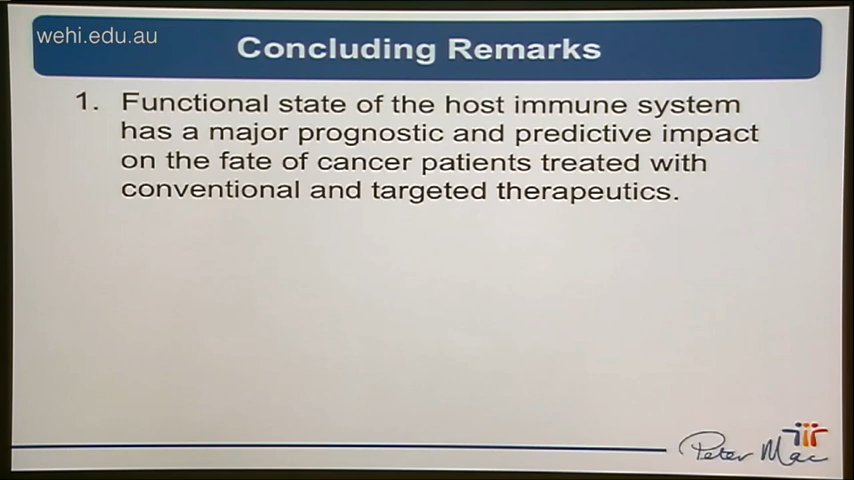 wehi.edu.au
Concluding Remarks
1. Functional state of the host immune system
has a major prognostic and predictive impact
on the fate of cancer patients treated with
conventional and targeted therapeutics.
Peter Mac